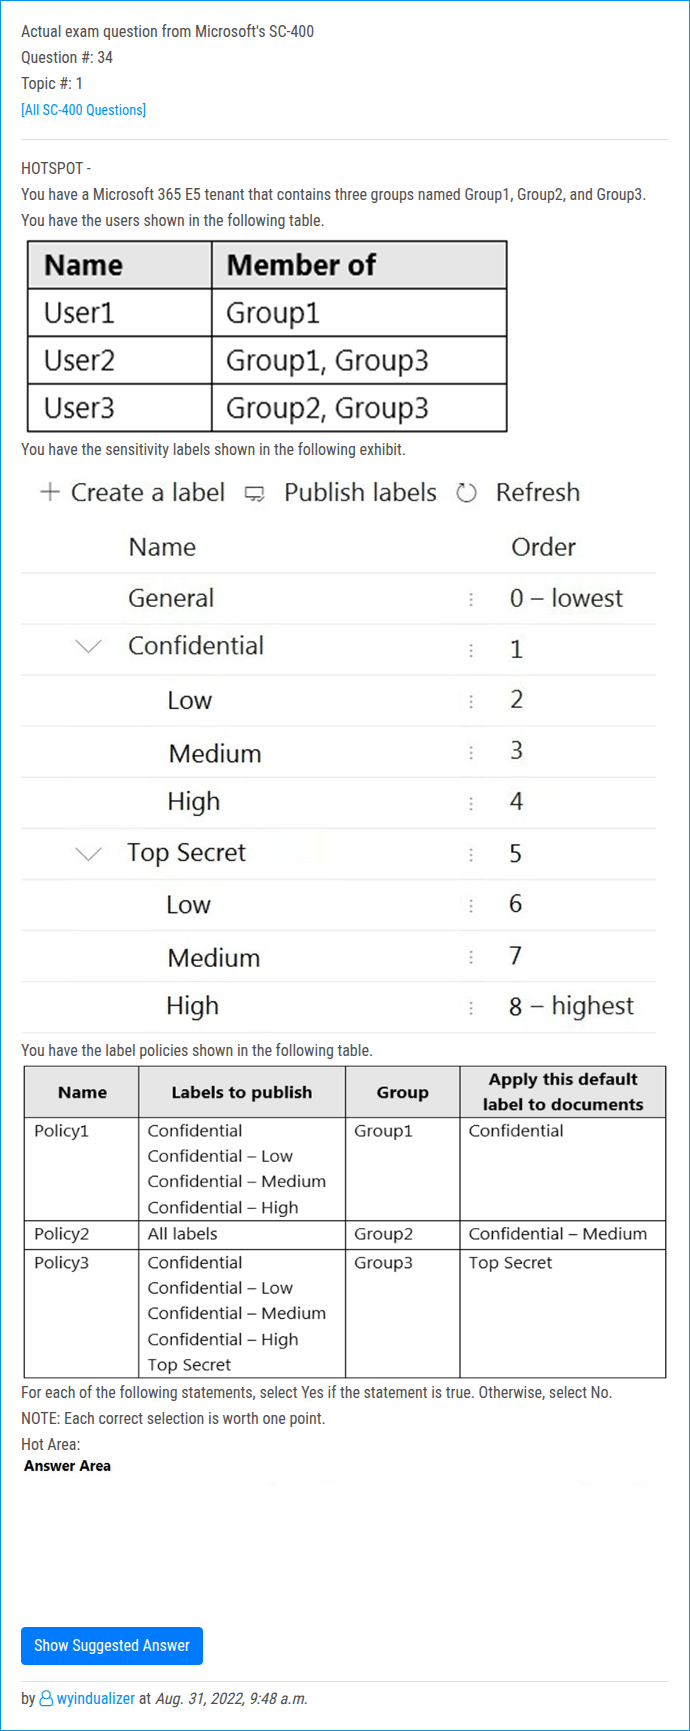 Actual exam question from Microsoft's SC-400
Question #: 34
Topic #: 1
[All SC-400 Questions]
HOTSPOT -
You have a Microsoft 365 E5 tenant that contains three groups named Group1, Group2, and Group3.
You have the users shown in the following table.
Name Member of
User1 Group1
User2 Group1, Group3
User3 Group2, Group3
You have the sensitivity labels shown in the following exhibit.
+ Create a label Publish labels Refresh
Name Order
General 0 – lowest
Confidential 1
Low 2
Medium 3
High 4
Top Secret 5
Low 6
Medium 7
High 8 – highest
You have the label policies shown in the following table.
Name Labels to publish Group Apply this default label to documents
Policy1 Confidential Group1 Confidential
Confidential – Low
Confidential – Medium
Confidential – High
Policy2 All labels Group2 Confidential – Medium
Policy3 Confidential Group3 Top Secret
Confidential – Low
Confidential – Medium
Confidential – High
Top Secret
For each of the following statements, select Yes if the statement is true. Otherwise, select No.
NOTE: Each correct selection is worth one point.
Hot Area:
Answer Area
Show Suggested Answer
by wyindualizer at Aug. 31, 2022, 9:48 a.m.